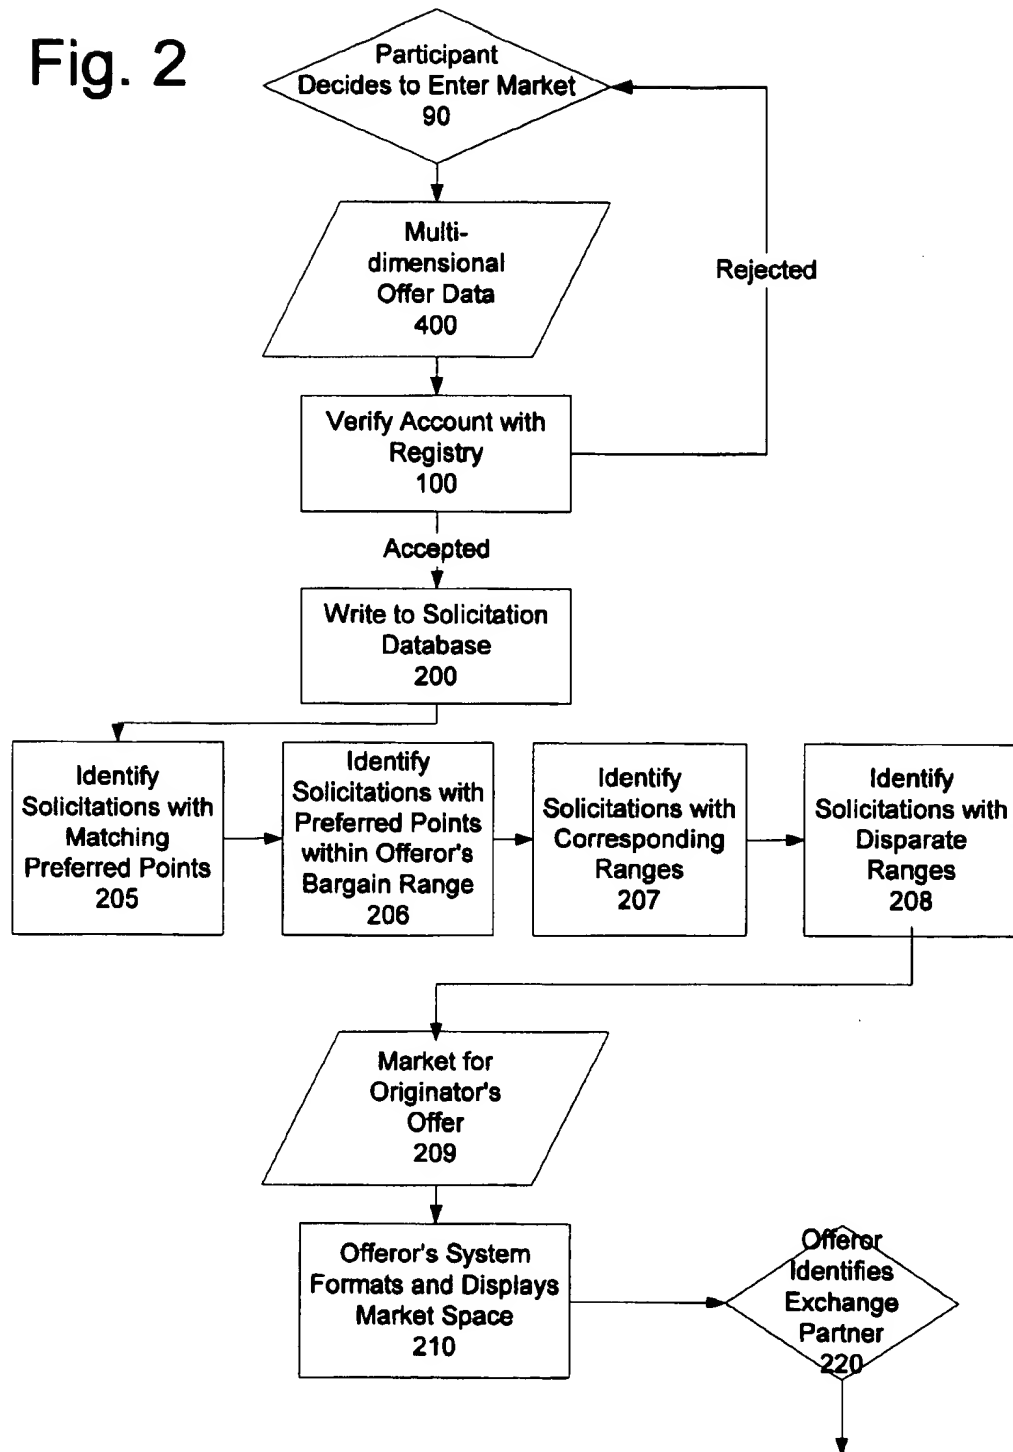 Fig. 2
Participant
Decides to Enter Market
90
Multi-
dimensional
Offer Data
400
Rejected
Verify Account with
Registry
100
Accepted
Write to Solicitation
Database
200
Identify
Solicitations with
Matching
Preferred Points
205
Identify
Solicitations with
Preferred Points
within Offeror's
Bargain Range
206
Identify
Solicitations with
Corresponding
Ranges
207
Identify
Solicitations with
Disparate
Ranges
208
Market for
Originator's
Offer
209
Offeror's System
Formats and Displays
Market Space
210
Offeror
Identifies
Exchange
Partner
220